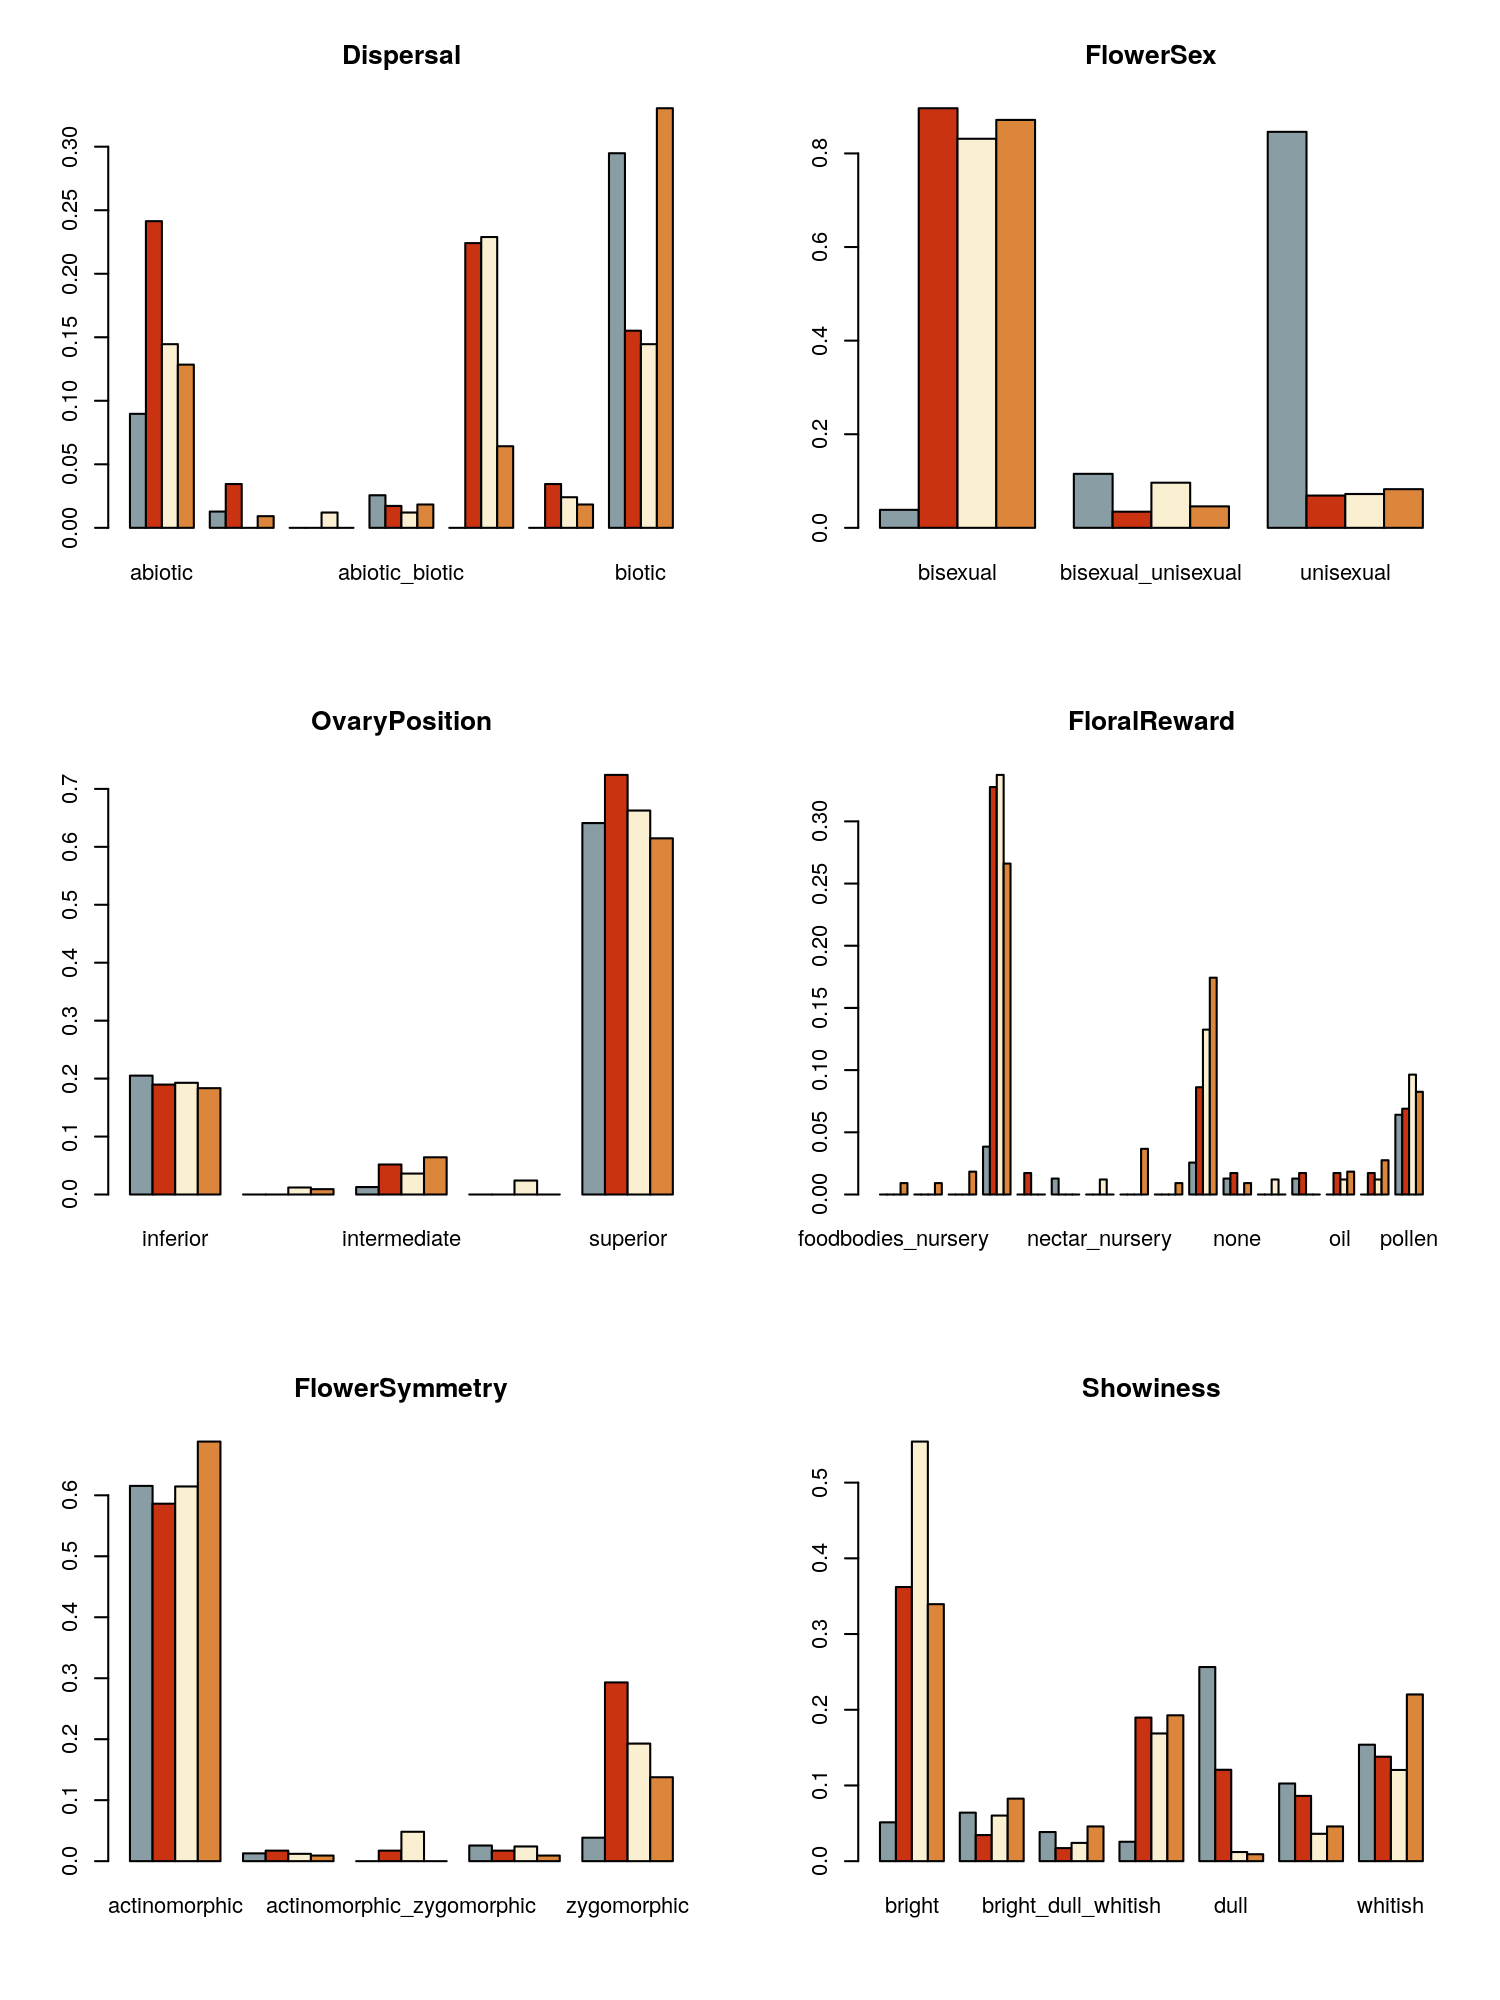 Dispersal
0.00 0.05 0.10 0.15 0.20 0.25 0.30
abiotic abiotic_biotic biotic
FlowerSex
0.0 0.2 0.4 0.6 0.8
bisexual bisexual_unisexual unisexual
OvaryPosition
0.0 0.1 0.2 0.3 0.4 0.5 0.6 0.7
inferior intermediate superior
FloralReward
0.00 0.05 0.10 0.15 0.20 0.25 0.30
foodbodies_nursery nectar_nursery none oil pollen
FlowerSymmetry
0.0 0.1 0.2 0.3 0.4 0.5 0.6
actinomorphic actinomorphic_zygomorphic zygomorphic
Showiness
0.0 0.1 0.2 0.3 0.4 0.5
bright bright_dull_whitish dull whitish